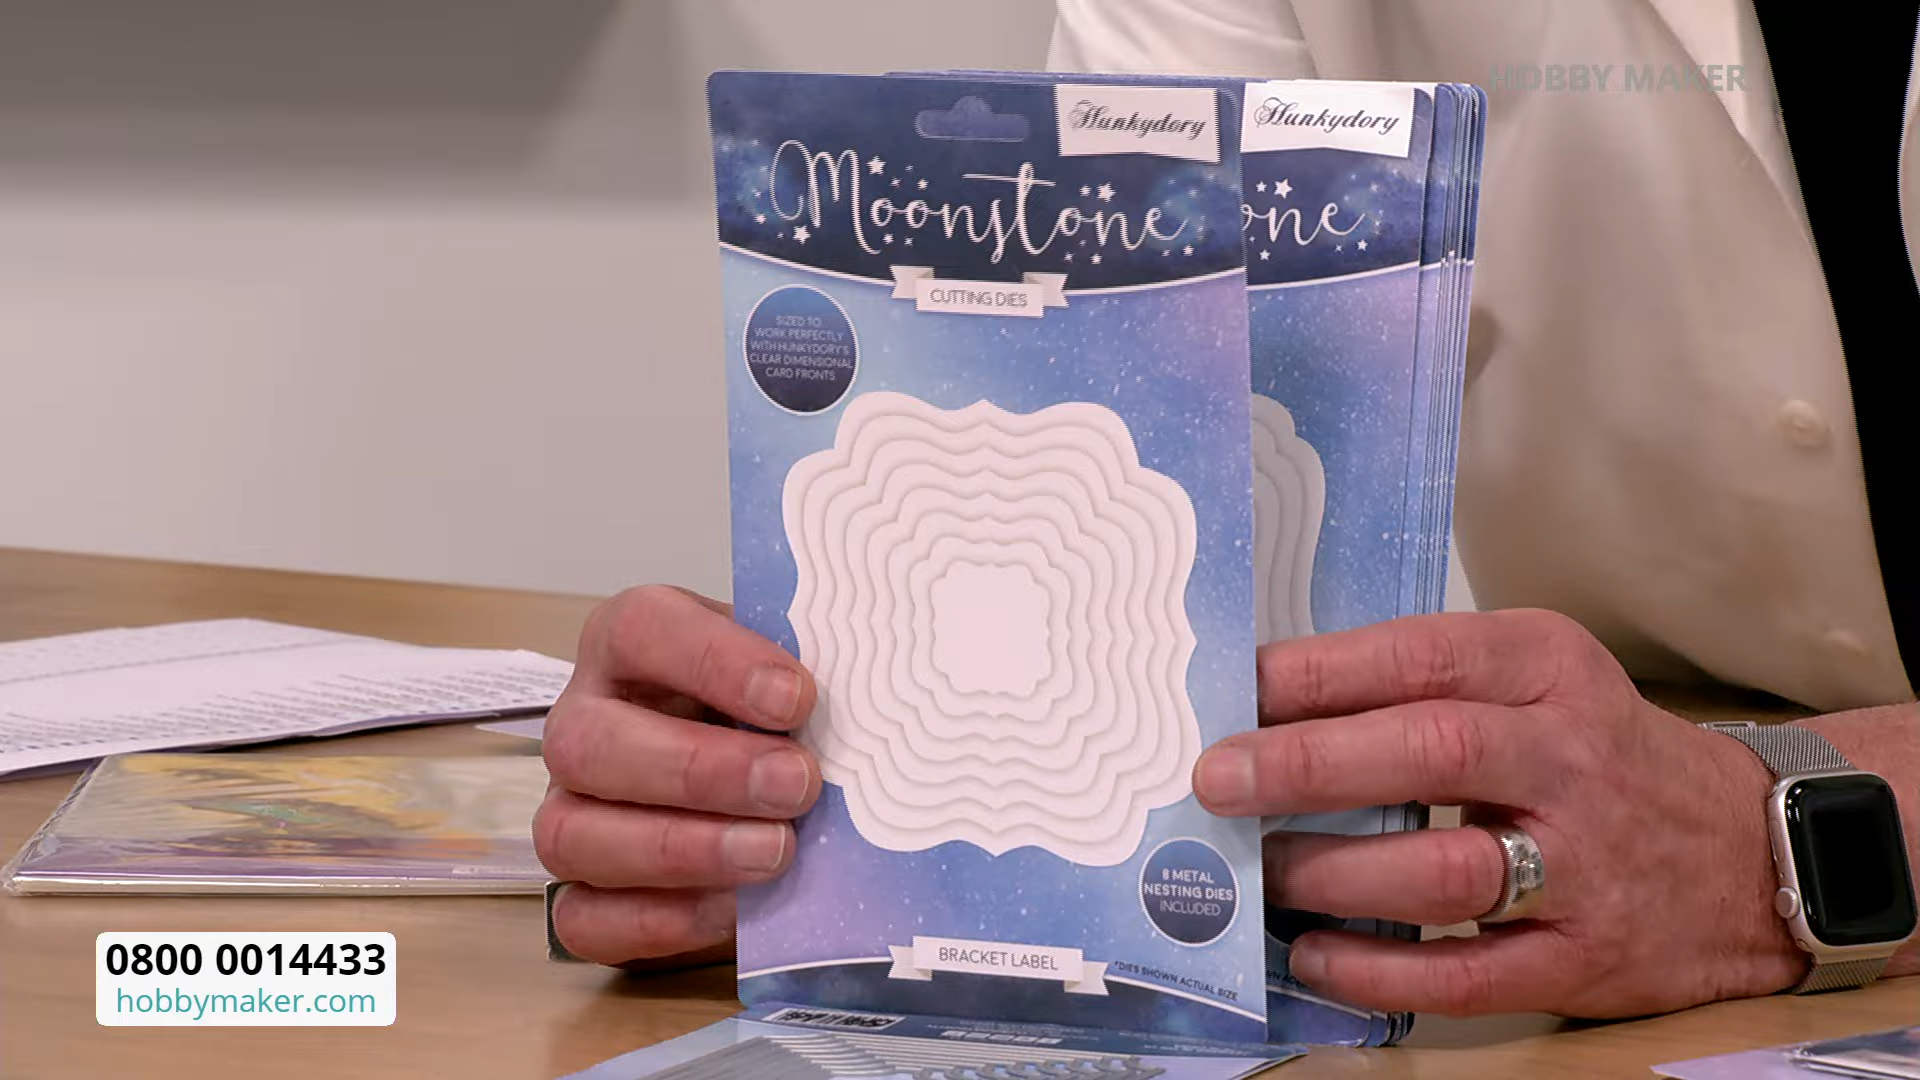 HOBBY MAKER
Hunkydory
Hunkydory
Moonstone
one
CUTTING DIES
SIZED TO
WORK PERFECTLY
WITH HUNKYDORY'S
CLEAR DIMENSIONAL
CARD FRONTS
8 METAL
NESTING DIES
INCLUDED
BRACKET LABEL
*DIES SHOWN ACTUAL SIZE
0800 0014433
hobbymaker.com